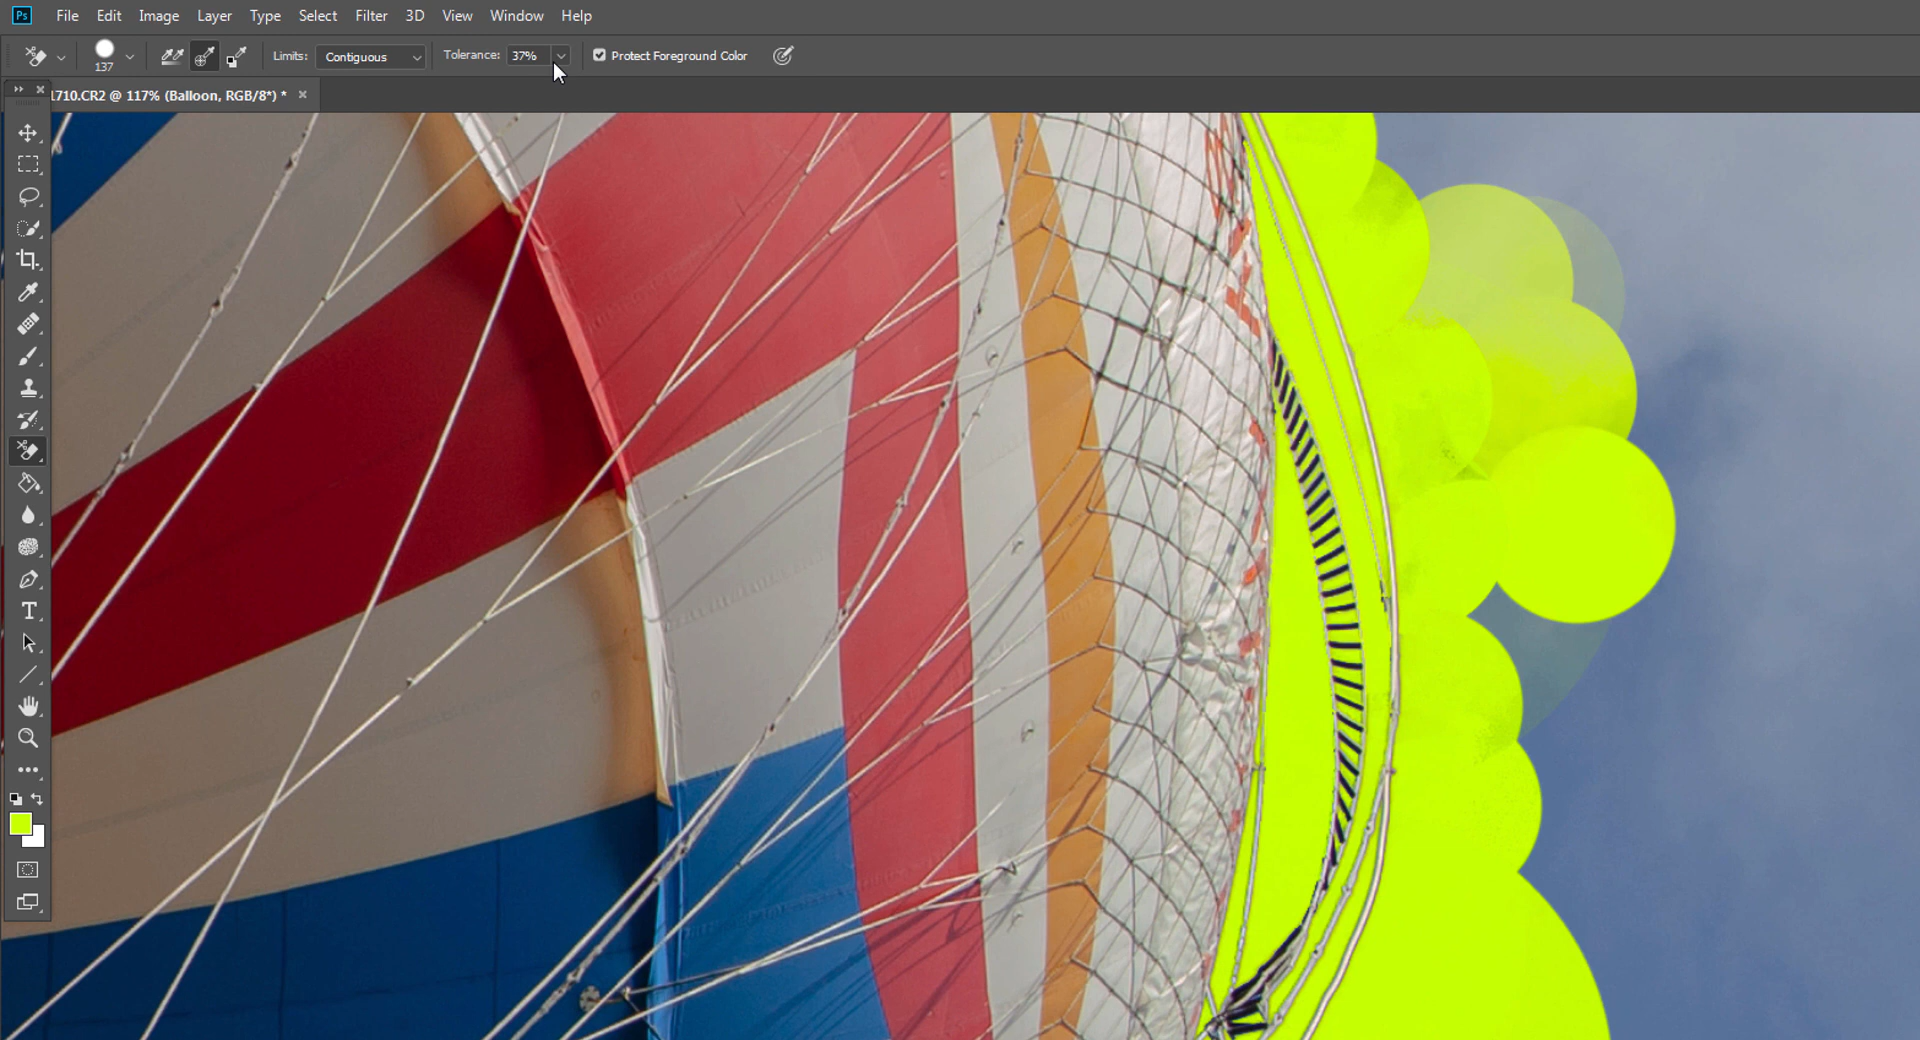 Ps File Edit Image Layer Type Select Filter 3D View Window Help
137 Limits: Contiguous Tolerance: 37% Protect Foreground Color
1710.CR2 @ 117% (Balloon, RGB/8*) *